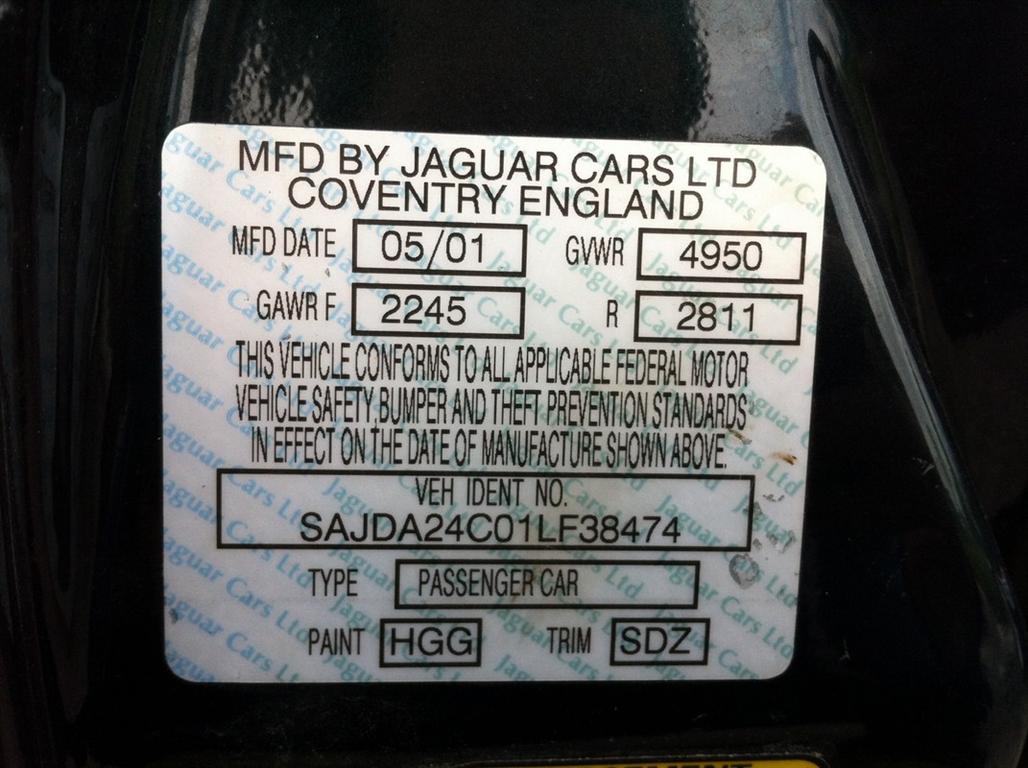 MFD BY JAGUAR CARS LTD
COVENTRY ENGLAND
MFD DATE 05/01 GVWR 4950
GAWR F 2245 R 2811
THIS VEHICLE CONFORMS TO ALL APPLICABLE FEDERAL MOTOR
VEHICLE SAFETY BUMPER AND THEFT PREVENTION STANDARDS
IN EFFECT ON THE DATE OF MANUFACTURE SHOWN ABOVE.
VEH IDENT NO.
SAJDA24C01LF38474
TYPE PASSENGER CAR
PAINT HGG TRIM SDZ